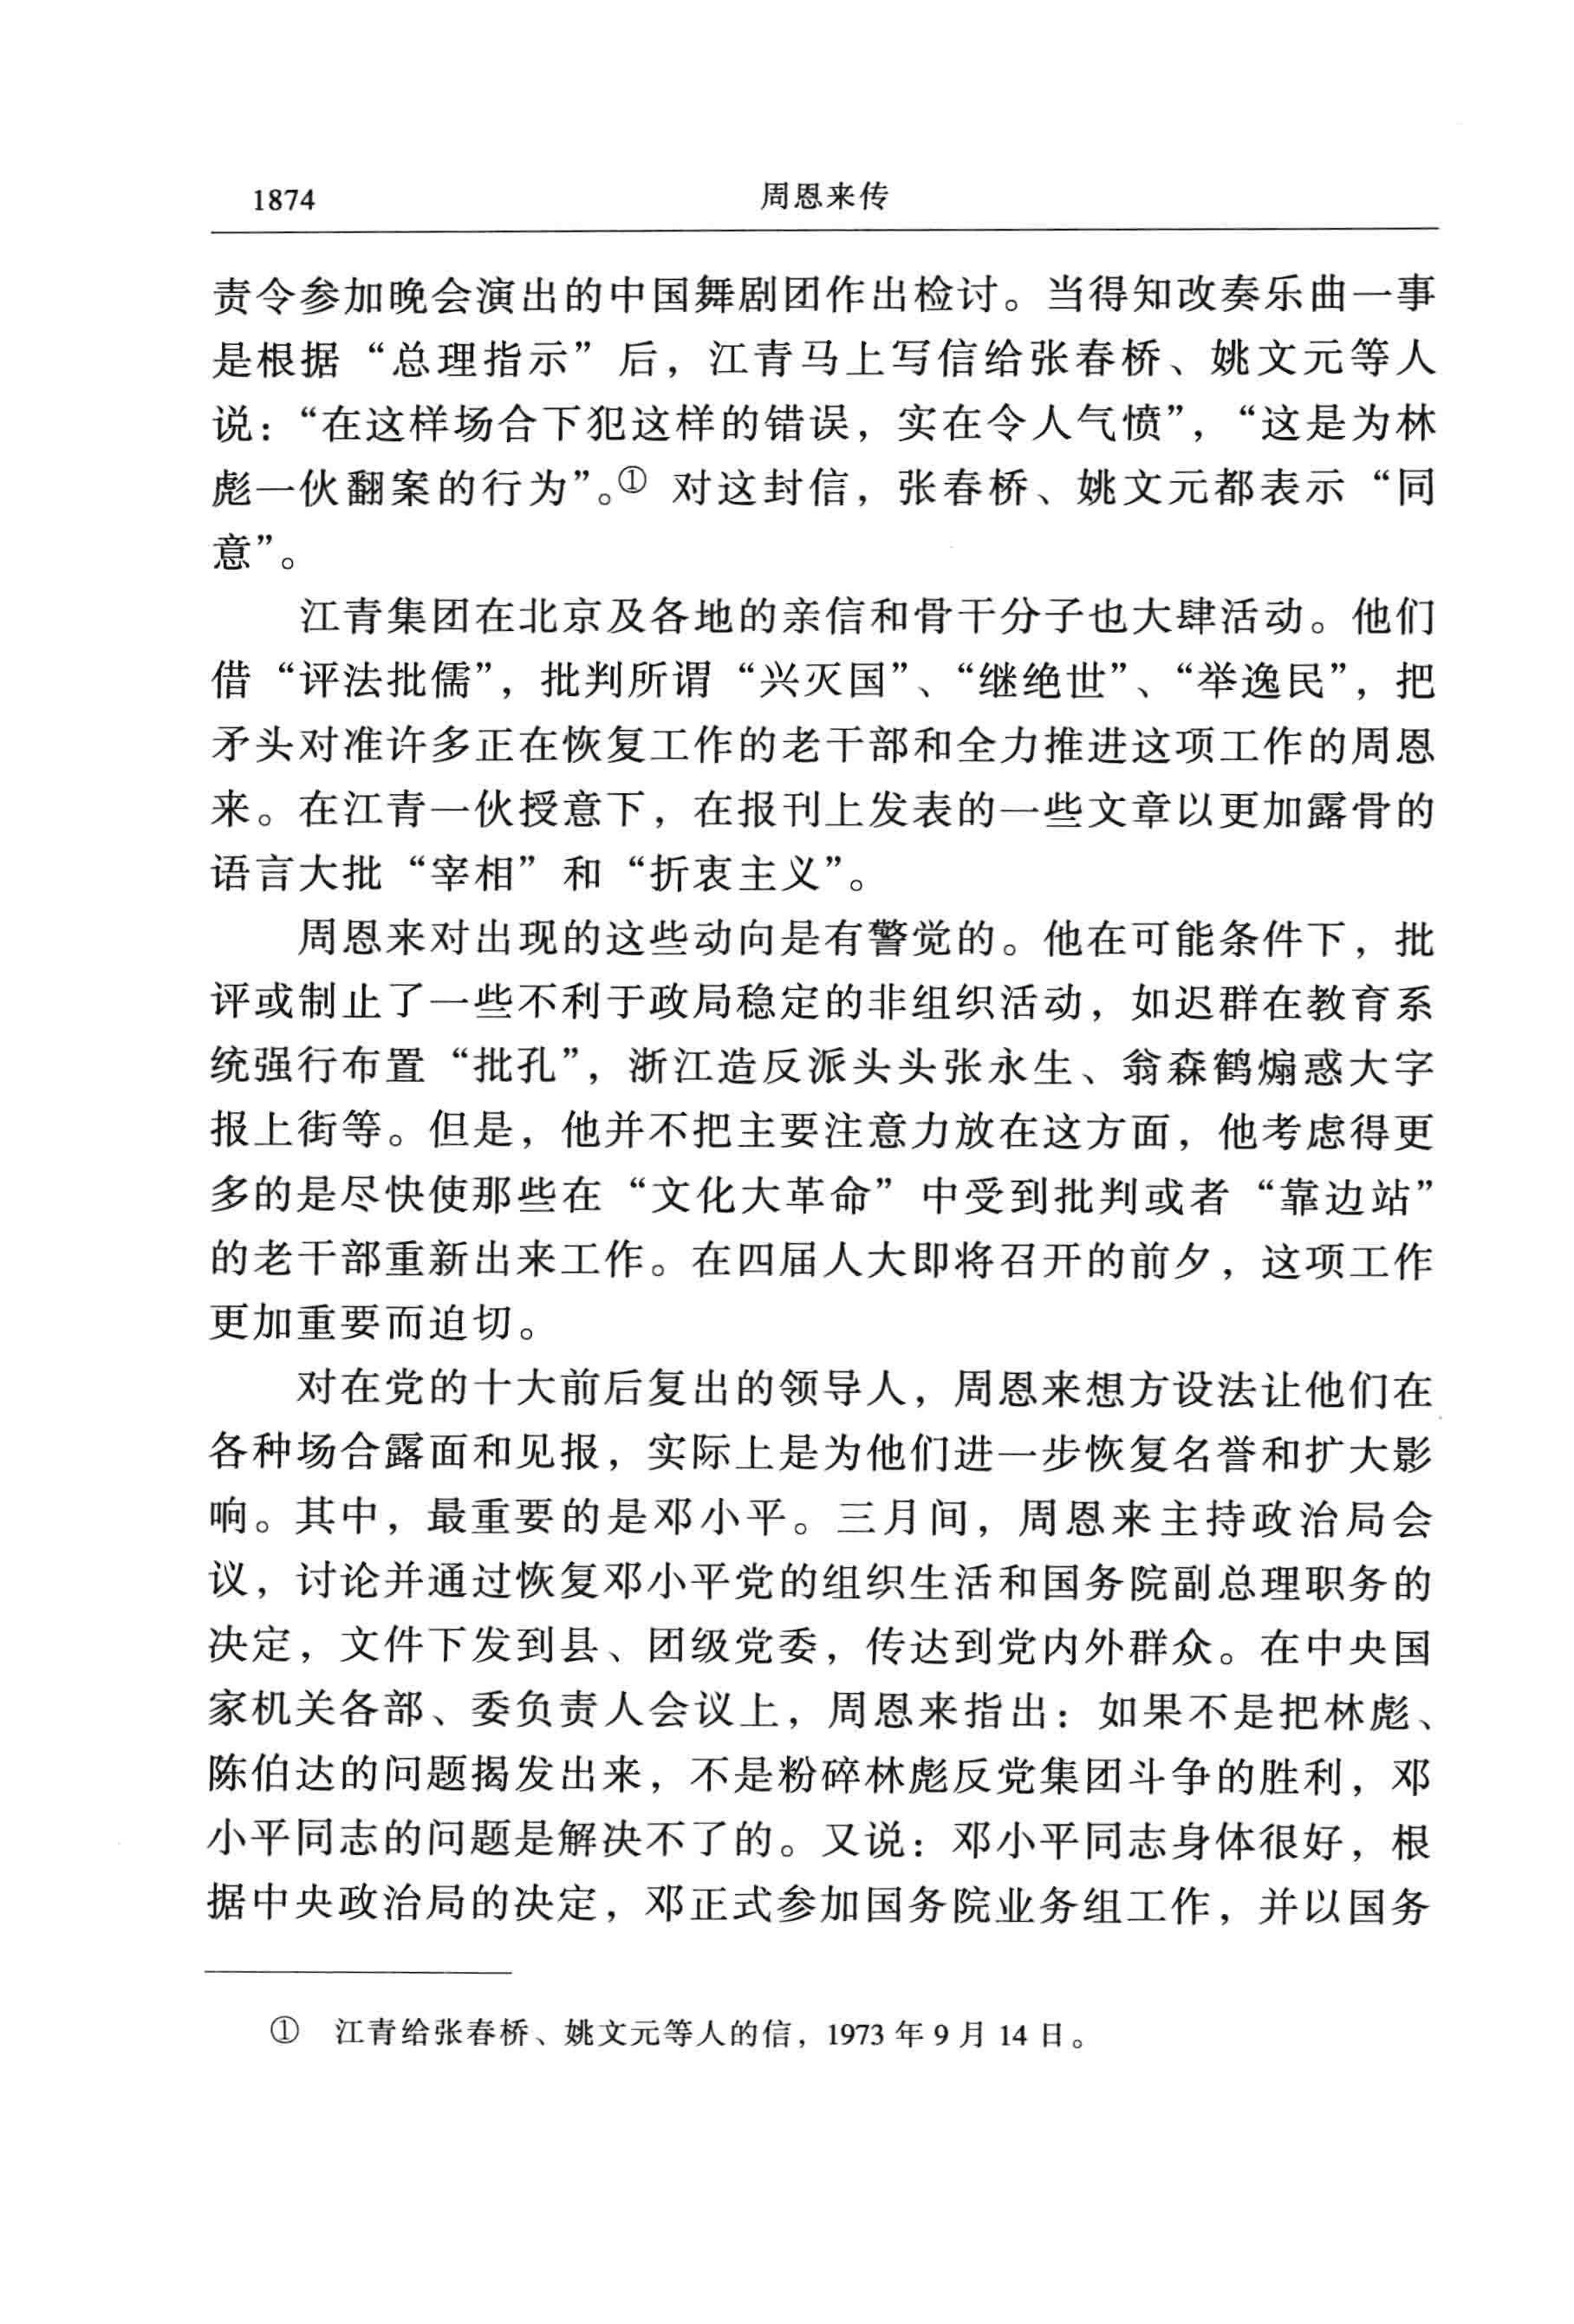 1874
周恩来传
责令参加晚会演出的中国舞剧团作出检讨。当得知改奏乐曲一事
是根据“总理指示”后，江青马上写信给张春桥、姚文元等人
说：“在这样场合下犯这样的错误，实在令人气愤”，“这是为林
彪一伙翻案的行为”。① 对这封信，张春桥、姚文元都表示“同
意”。
江青集团在北京及各地的亲信和骨干分子也大肆活动。他们
借“评法批儒”，批判所谓“兴灭国”、“继绝世”、“举逸民”，把
矛头对准许多正在恢复工作的老干部和全力推进这项工作的周恩
来。在江青一伙授意下，在报刊上发表的一些文章以更加露骨的
语言大批“宰相”和“折衷主义”。
周恩来对出现的这些动向是有警觉的。他在可能条件下，批
评或制止了一些不利于政局稳定的非组织活动，如迟群在教育系
统强行布置“批孔”，浙江造反派头头张永生、翁森鹤煽惑大字
报上街等。但是，他并不把主要注意力放在这方面，他考虑得更
多的是尽快使那些在“文化大革命”中受到批判或者“靠边站”
的老干部重新出来工作。在四届人大即将召开的前夕，这项工作
更加重要而迫切。
对在党的十大前后复出的领导人，周恩来想方设法让他们在
各种场合露面和见报，实际上是为他们进一步恢复名誉和扩大影
响。其中，最重要的是邓小平。三月间，周恩来主持政治局会
议，讨论并通过恢复邓小平党的组织生活和国务院副总理职务的
决定，文件下发到县、团级党委，传达到党内外群众。在中央国
家机关各部、委负责人会议上，周恩来指出：如果不是把林彪、
陈伯达的问题揭发出来，不是粉碎林彪反党集团斗争的胜利，邓
小平同志的问题是解决不了的。又说：邓小平同志身体很好，根
据中央政治局的决定，邓正式参加国务院业务组工作，并以国务
① 江青给张春桥、姚文元等人的信，1973 年 9 月 14 日。